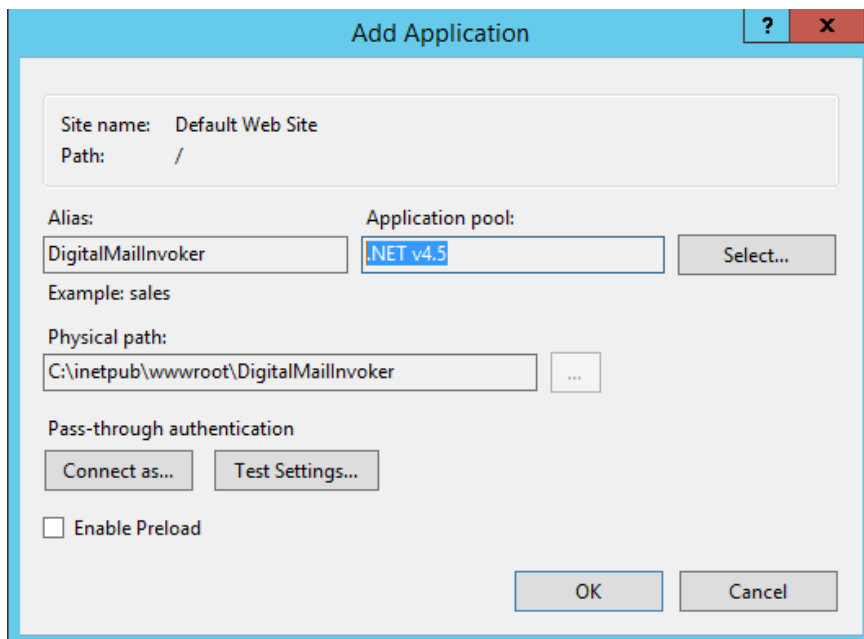 Add Application
?
x
Site name: Default Web Site
Path: /
Alias:
Application pool:
DigitalMailInvoker
.NET v4.5
Select...
Example: sales
Physical path:
C:\inetpub\wwwroot\DigitalMailInvoker
...
Pass-through authentication
Connect as...
Test Settings...
Enable Preload
OK
Cancel